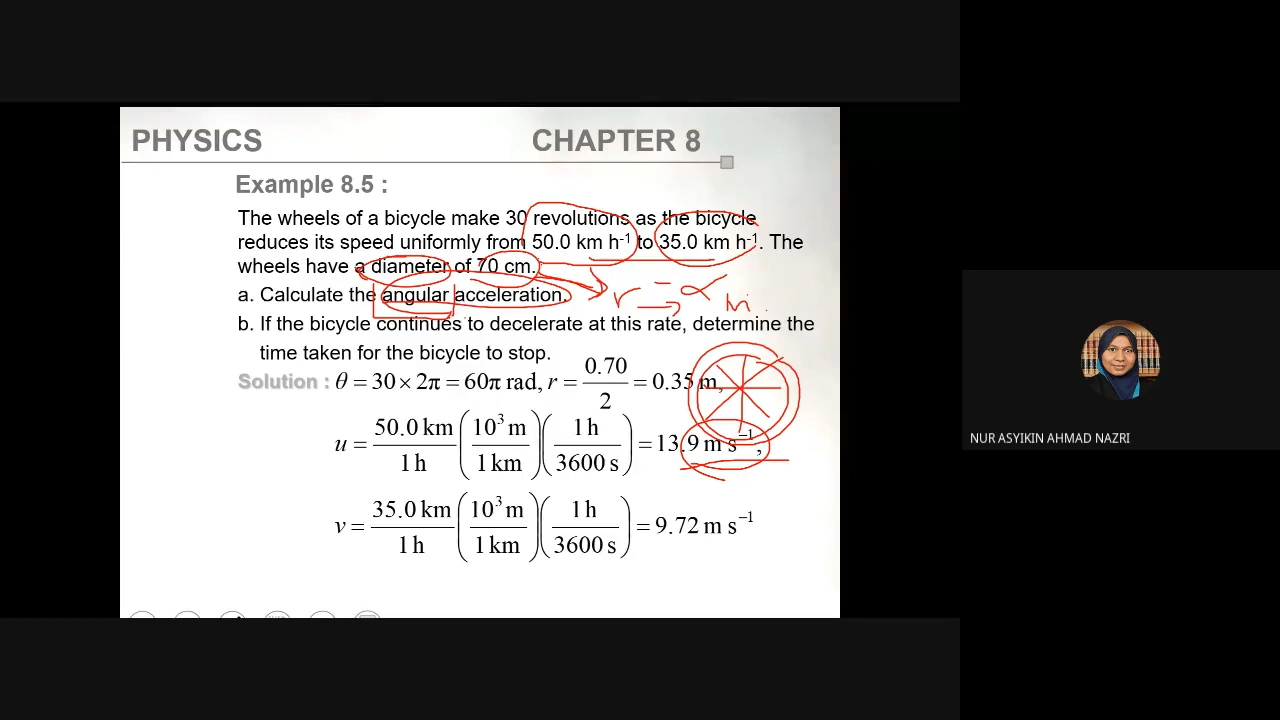 PHYSICS CHAPTER 8
Example 8.5 :
The wheels of a bicycle make 30 revolutions as the bicycle
reduces its speed uniformly from 50.0 km h⁻¹ to 35.0 km h⁻¹. The
wheels have a diameter of 70 cm.
a. Calculate the angular acceleration.
r → α
b. If the bicycle continues to decelerate at this rate, determine the
time taken for the bicycle to stop.
Solution : θ = 30 × 2π = 60π rad, r = 0.70/2 = 0.35 m,
u = 50.0 km/1 h (10³ m/1 km)(1 h/3600 s) = 13.9 m s⁻¹,
v = 35.0 km/1 h (10³ m/1 km)(1 h/3600 s) = 9.72 m s⁻¹
NUR ASYIKIN AHMAD NAZRI